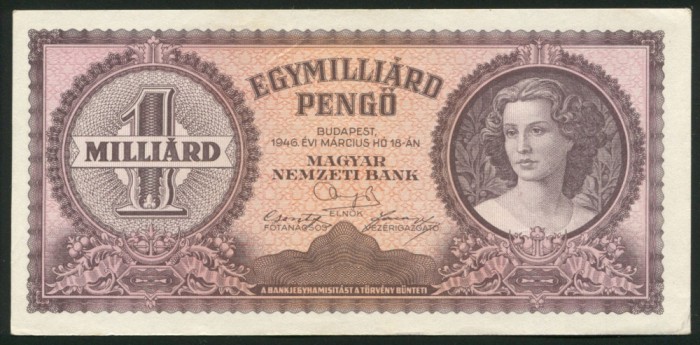 1
MILLIÁRD
EGYMILLIÁRD
PENGŐ
BUDAPEST,
1946. ÉVI MÁRCIUS HÓ 18-ÁN
MAGYAR
NEMZETI BANK
ELNÖK
FŐTANÁCSOS VEZÉRIGAZGATÓ
A BANKJEGYHAMISÍTÁST A TÖRVÉNY BÜNTETI